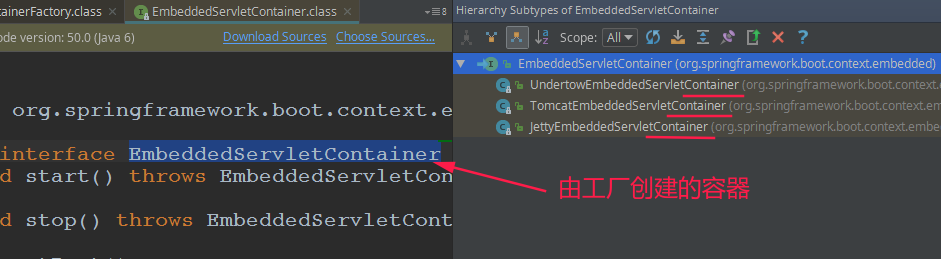 ainerFactory.class × EmbeddedServletContainer.class ×
ode version: 50.0 (Java 6) Download Sources Choose Sources...
org.springframework.boot.context.e
interface EmbeddedServletContainer
d start() throws EmbeddedServletCon
d stop() throws EmbeddedServletCont
Hierarchy Subtypes of EmbeddedServletContainer
Scope: All
EmbeddedServletContainer (org.springframework.boot.context.embedded)
UndertowEmbeddedServletContainer (org.springframework.boot.context.e
TomcatEmbeddedServletContainer (org.springframework.boot.context.em
JettyEmbeddedServletContainer (org.springframework.boot.context.embe
由工厂创建的容器